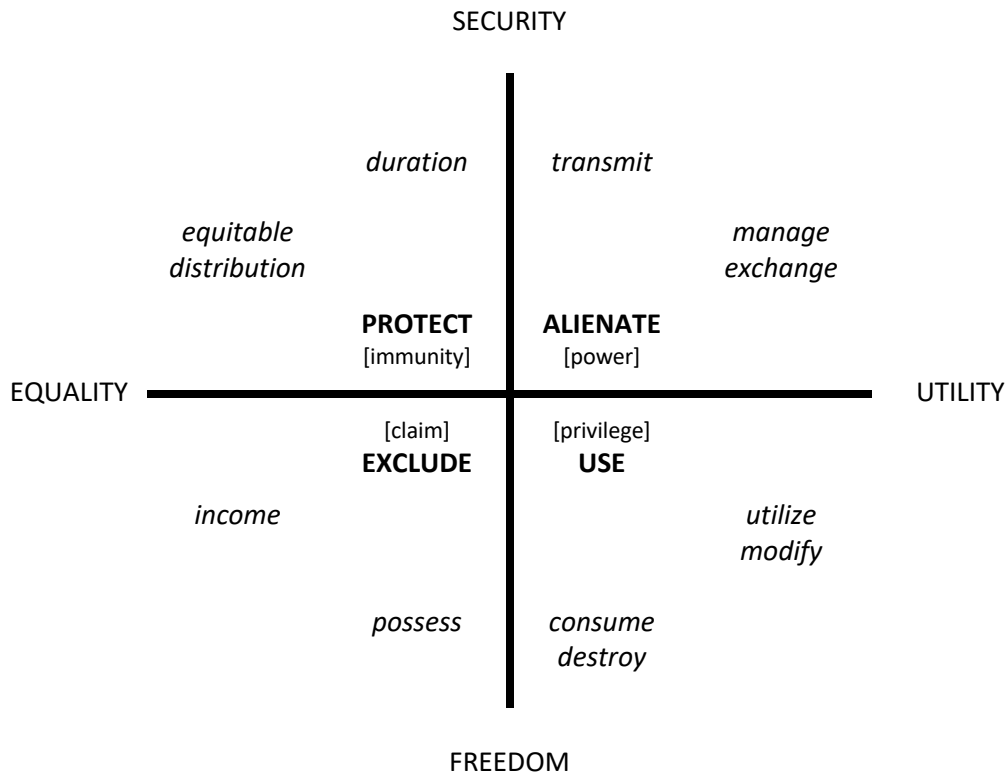 SECURITY
duration
transmit
equitable
distribution
manage
exchange
PROTECT
[immunity]
ALIENATE
[power]
EQUALITY
UTILITY
[claim]
EXCLUDE
[privilege]
USE
income
utilize
modify
possess
consume
destroy
FREEDOM